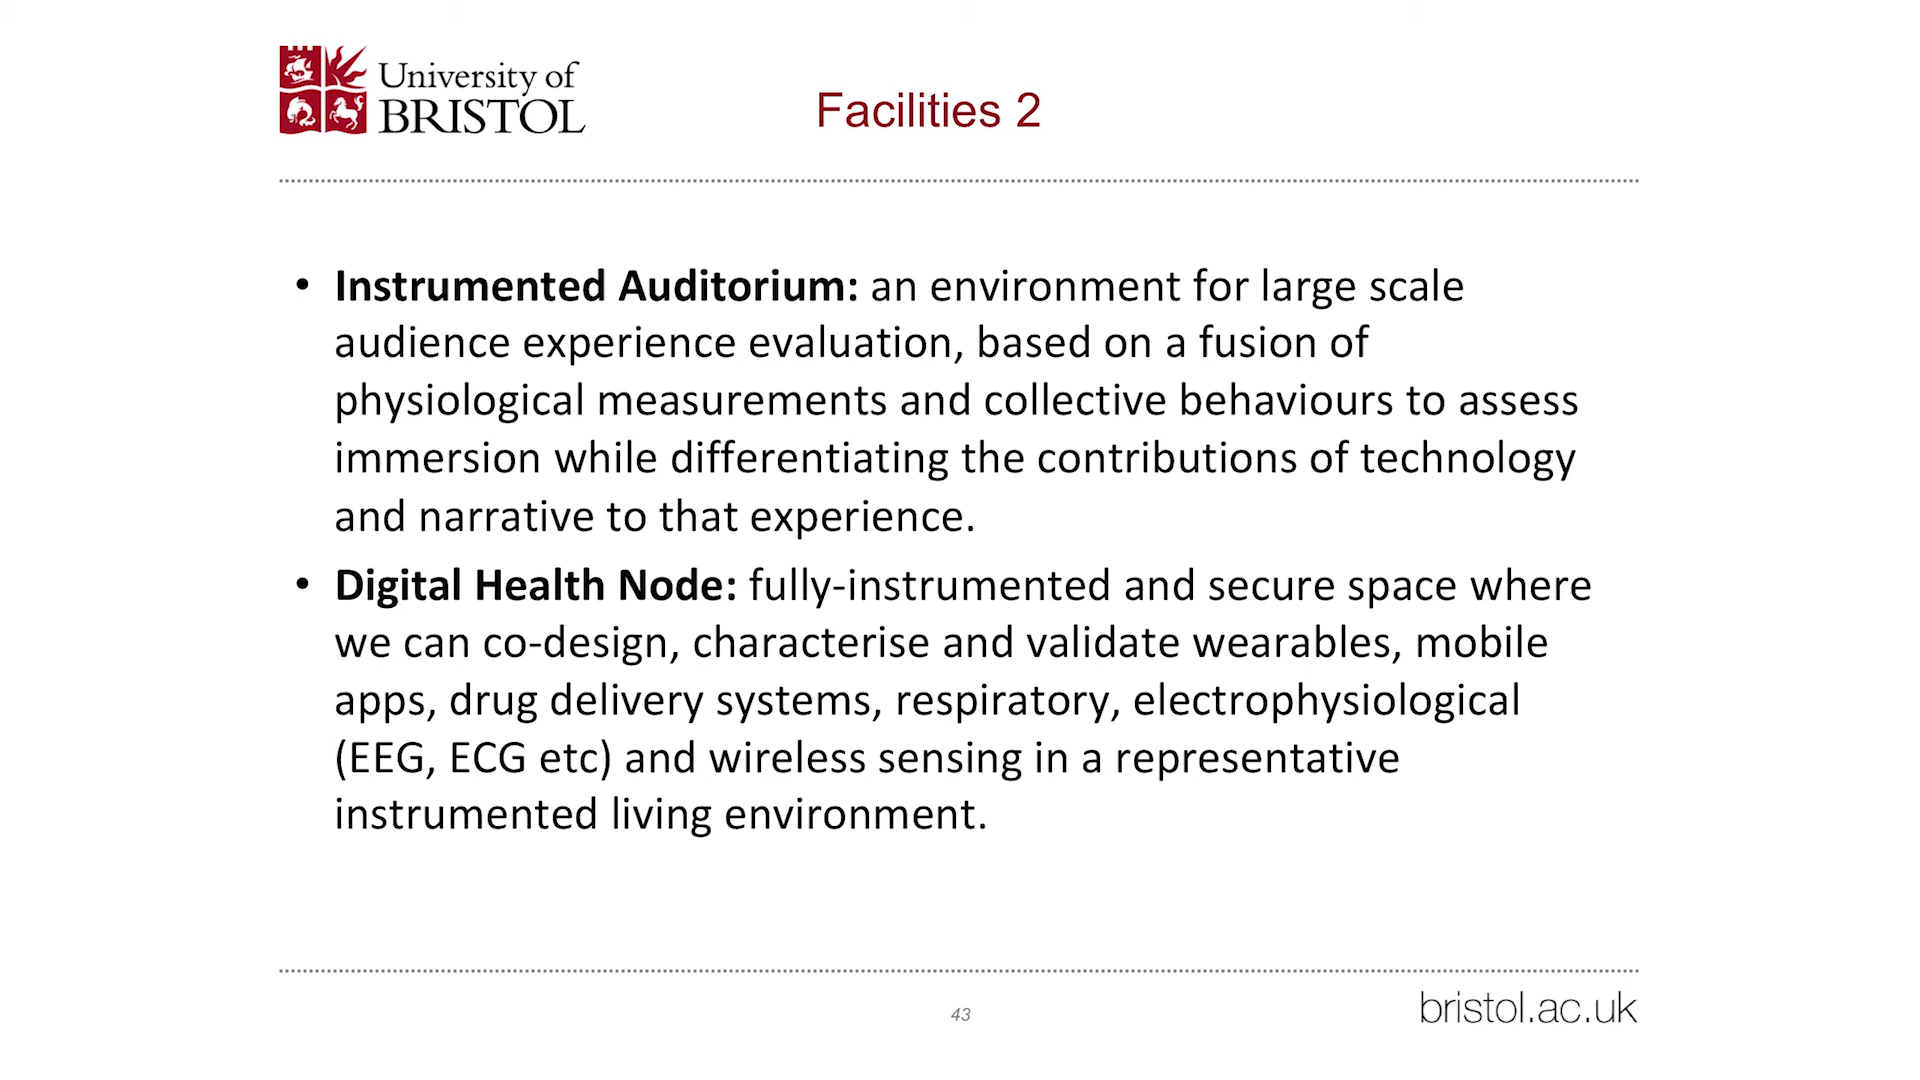 University of
BRISTOL
Facilities 2
• Instrumented Auditorium: an environment for large scale
audience experience evaluation, based on a fusion of
physiological measurements and collective behaviours to assess
immersion while differentiating the contributions of technology
and narrative to that experience.
• Digital Health Node: fully-instrumented and secure space where
we can co-design, characterise and validate wearables, mobile
apps, drug delivery systems, respiratory, electrophysiological
(EEG, ECG etc) and wireless sensing in a representative
instrumented living environment.
43
bristol.ac.uk